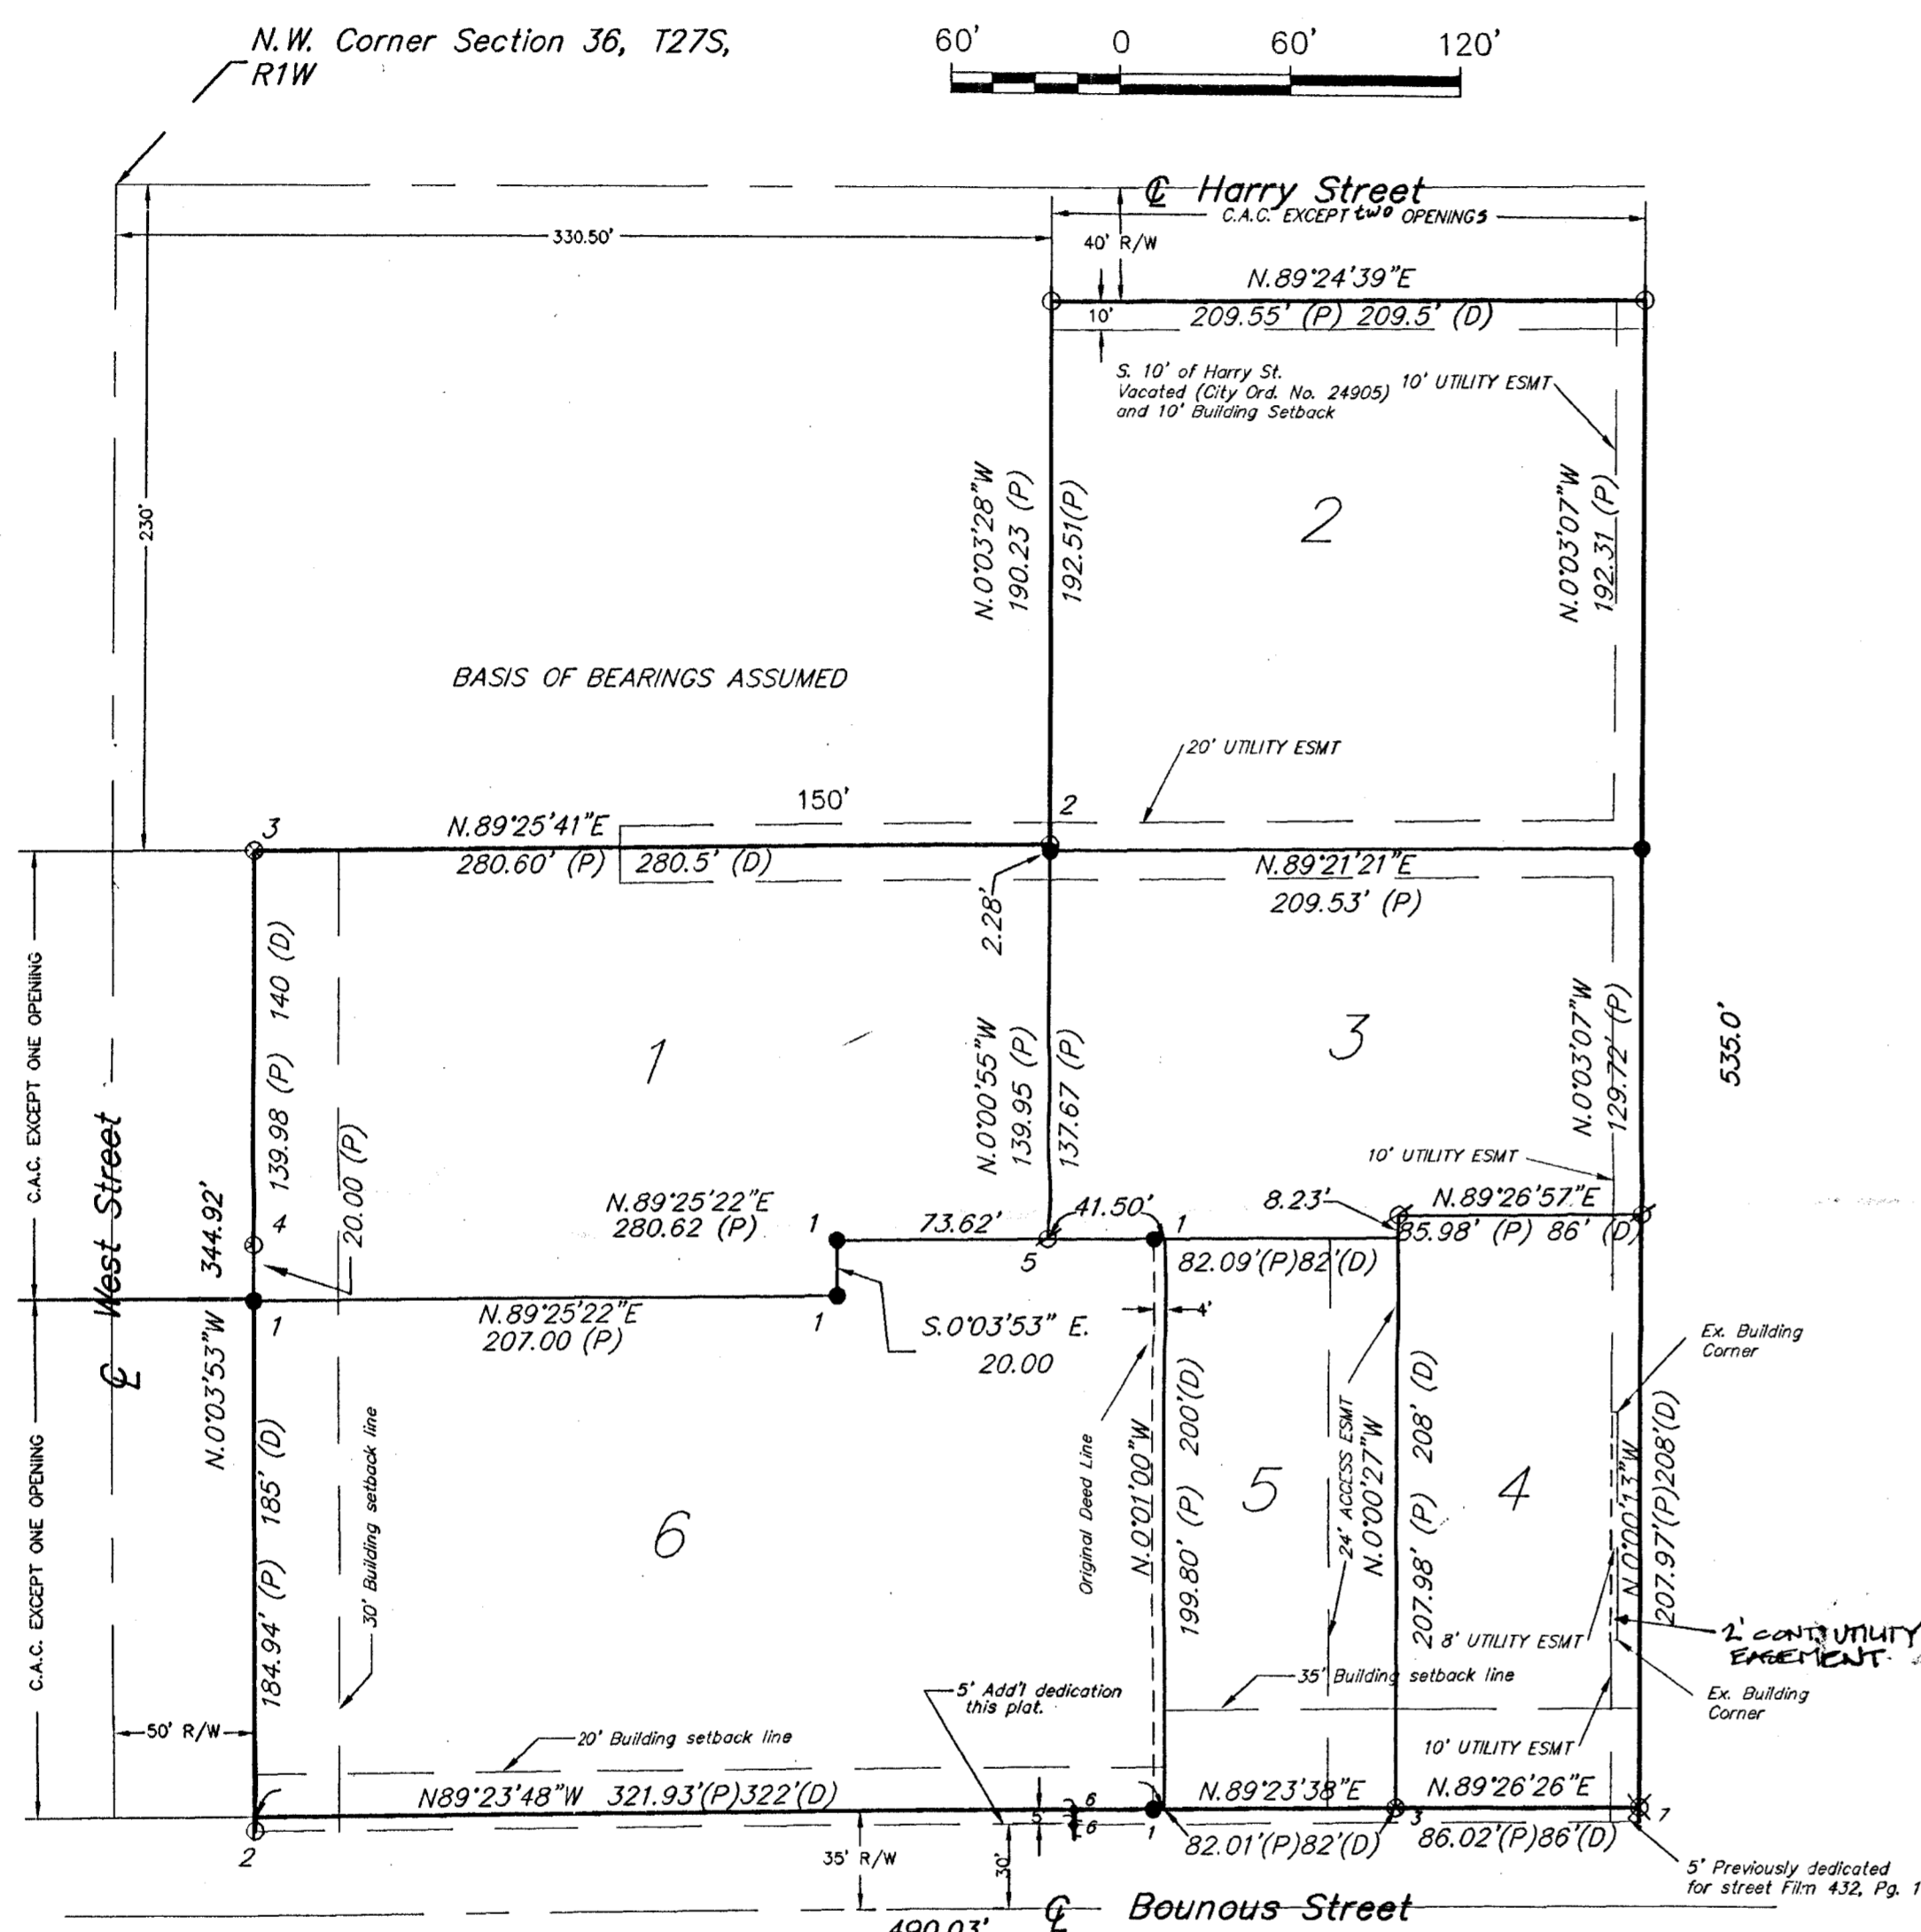 N.W. Corner Section 36, T27S,
R1W
60' 0 60' 120'
℄ Harry Street
C.A.C. EXCEPT two OPENINGS
330.50'
40' R/W
N.89°24'39"E
209.55' (P) 209.5' (D)
10'
S. 10' of Harry St.
Vacated (City Ord. No. 24905)
and 10' Building Setback
10' UTILITY ESMT
230'
N.0°03'28"W
190.23 (P)
192.51(P)
2
N.0°03'07"W
192.31 (P)
BASIS OF BEARINGS ASSUMED
20' UTILITY ESMT
150'
2
3
N.89°25'41"E
280.60' (P) 280.5' (D)
2.28'
N.89°21'21"E
209.53' (P)
C.A.C. EXCEPT ONE OPENING
139.98 (P) 140 (D)
1
N.0°00'55"W
139.95 (P)
137.67 (P)
3
N.0°03'07"W
129.72' (P)
535.0'
10' UTILITY ESMT
℄ West Street
344.92'
4
20.00 (P)
N.89°25'22"E
280.62 (P)
1
73.62'
41.50'
5
1
8.23'
N.89°26'57"E
85.98' (P) 86' (D)
82.09'(P)82'(D)
1
N.89°25'22"E
207.00 (P)
1
S.0°03'53" E.
20.00
4'
N.0°03'53"W
C.A.C. EXCEPT ONE OPENING
184.94' (P) 185' (D)
30' Building setback line
6
Original Deed Line
N.0°01'00"W
199.80' (P) 200'(D)
5
24' ACCESS ESMT
N.0°00'27"W
207.98' (P) 208' (D)
4
N.0°00'13"W
207.97'(P)208'(D)
Ex. Building
Corner
8' UTILITY ESMT
2' CONT. UTILITY
EASEMENT
35' Building setback line
Ex. Building
Corner
10' UTILITY ESMT
5' Add'l dedication
this plat.
50' R/W
20' Building setback line
N89°23'48"W 321.93'(P)322'(D)
5'
6
6
1
N.89°23'38"E
82.01'(P)82'(D)
3
N.89°26'26"E
86.02'(P)86'(D)
7
2
35' R/W
30'
5' Previously dedicated
for street Film 432, Pg. 1
℄ Bounous Street
490.03'